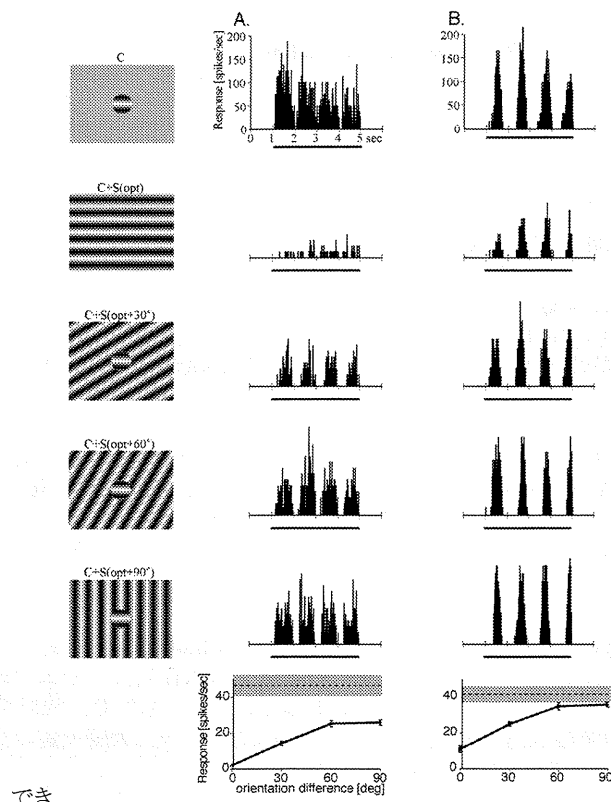 A.
B.
C
Response [spikes/sec]
200
150
100
50
0
0 1 2 3 4 5 sec
200
150
100
50
0
C+S(opt)
C+S(opt+30°)
C+S(opt+60°)
C+S(opt+90°)
Response [spikes/sec]
40
20
0
0 30 60 90
orientation difference [deg]
40
20
0
0 30 60 90
でき